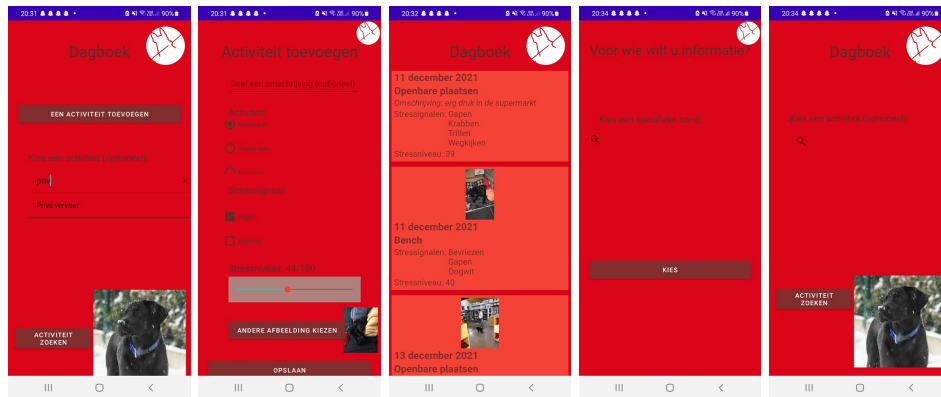 20:31
90%
Dagboek
EEN ACTIVITEIT TOEVOEGEN
Kies een activiteit (optioneel):
priv
Privé vervoer
ACTIVITEIT
ZOEKEN
20:31
90%
Activiteit toevoegen
Geef een omschrijving (optioneel)
Activiteit
Stressniveau: 44/100
ANDERE AFBEELDING KIEZEN
OPSLAAN
20:32
90%
Dagboek
11 december 2021
Openbare plaatsen
Omschrijving: erg druk in de supermarkt
Stressignalen: Gapen
Krabben
Trillen
Wegkijken
Stressniveau: 39
11 december 2021
Bench
Stressignalen: Bevriezen
Gapen
Oogwit
Stressniveau: 40
13 december 2021
Openbare plaatsen
20:34
90%
Voor wie wilt u informatie?
Kies een specifieke hond:
KIES
20:34
90%
Dagboek
Kies een activiteit (optioneel):
ACTIVITEIT
ZOEKEN